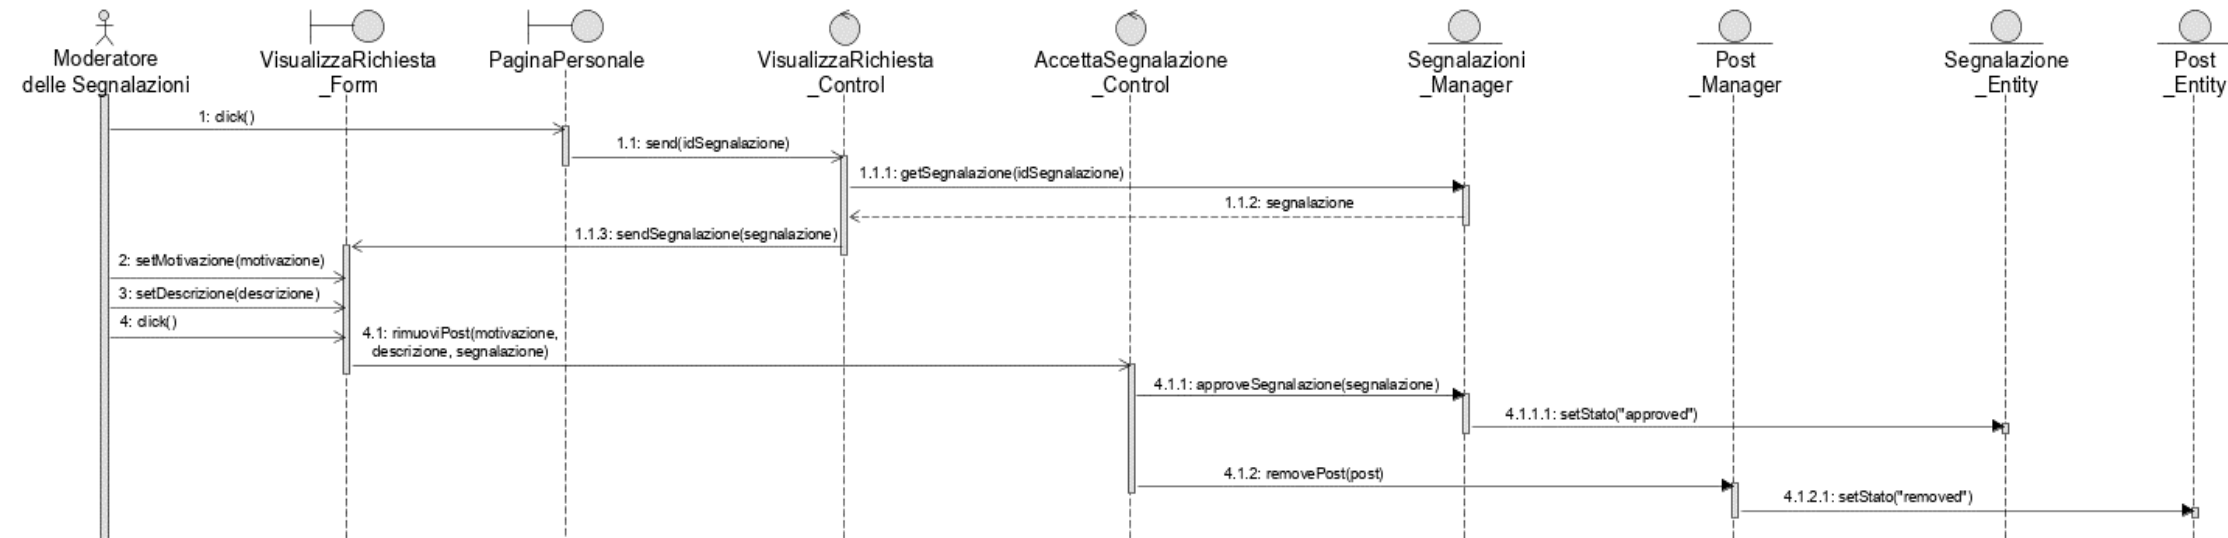 Moderatore
delle Segnalazioni
VisualizzaRichiesta
_Form
PaginaPersonale
VisualizzaRichiesta
_Control
AccettaSegnalazione
_Control
Segnalazioni
_Manager
Post
_Manager
Segnalazione
_Entity
Post
_Entity
1: click()
1.1: send(idSegnalazione)
1.1.1: getSegnalazione(idSegnalazione)
1.1.2: segnalazione
1.1.3: sendSegnalazione(segnalazione)
2: setMotivazione(motivazione)
3: setDescrizione(descrizione)
4: click()
4.1: rimuoviPost(motivazione,
descrizione, segnalazione)
4.1.1: approveSegnalazione(segnalazione)
4.1.1.1: setStato("approved")
4.1.2: removePost(post)
4.1.2.1: setStato("removed")